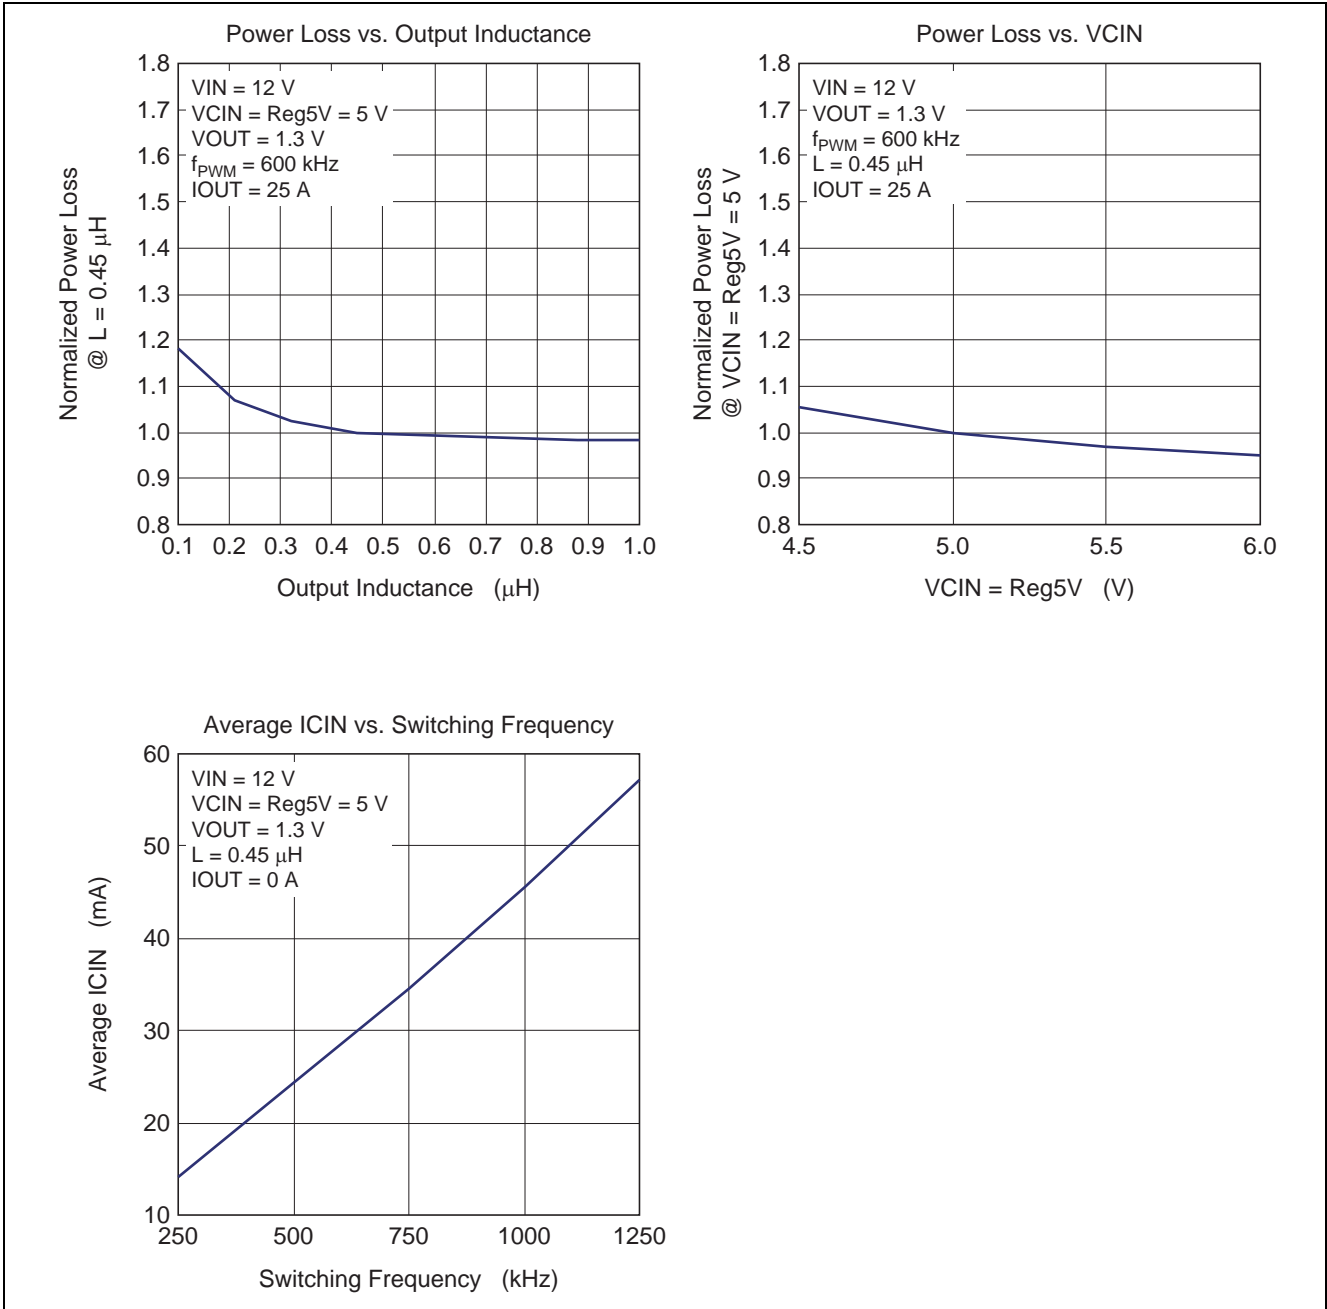 Power Loss vs. Output Inductance
Normalized Power Loss
@ L = 0.45 μH
1.8
1.7
1.6
1.5
1.4
1.3
1.2
1.1
1.0
0.9
0.8
VIN = 12 V
VCIN = Reg5V = 5 V
VOUT = 1.3 V
fPWM = 600 kHz
IOUT = 25 A
0.1 0.2 0.3 0.4 0.5 0.6 0.7 0.8 0.9 1.0
Output Inductance (μH)
Power Loss vs. VCIN
Normalized Power Loss
@ VCIN = Reg5V = 5 V
1.8
1.7
1.6
1.5
1.4
1.3
1.2
1.1
1.0
0.9
0.8
VIN = 12 V
VOUT = 1.3 V
fPWM = 600 kHz
L = 0.45 μH
IOUT = 25 A
4.5 5.0 5.5 6.0
VCIN = Reg5V (V)
Average ICIN vs. Switching Frequency
Average ICIN (mA)
60
50
40
30
20
10
VIN = 12 V
VCIN = Reg5V = 5 V
VOUT = 1.3 V
L = 0.45 μH
IOUT = 0 A
250 500 750 1000 1250
Switching Frequency (kHz)